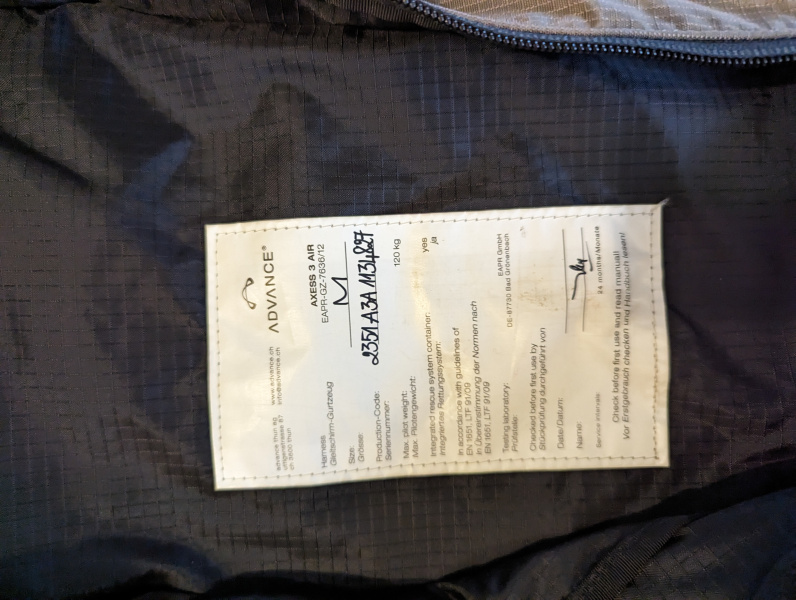 advance thun ag
uttigenstrasse 87
ch 3600 thun
www.advance.ch
info@advance.ch
ADVANCE®
Harness
Gleitschirm-Gurtzeug
AXESS 3 AIR
EAPR-GZ-7636/12
Size:
Grösse:
M
Production-Code:
Seriennummer:
Max. pilot weight: 120 kg
Max. Pilotengewicht:
Integrated rescue system container: yes
Integriertes Rettungssystem: ja
In accordance with guidelines of
EN 1651, LTF 91/09
in Übereinstimmung der Normen nach
EN 1651, LTF 91/09
Testing laboratory: EAPR GmbH
Prüfstelle: DE-87730 Bad Grönenbach
Checked before first use by
Stückprüfung durchgeführt von
Date/Datum:
Name:
Service intervals 24 months/Monate
Check before first use and read manual!
Vor Erstgebrauch checken und Handbuch lesen!